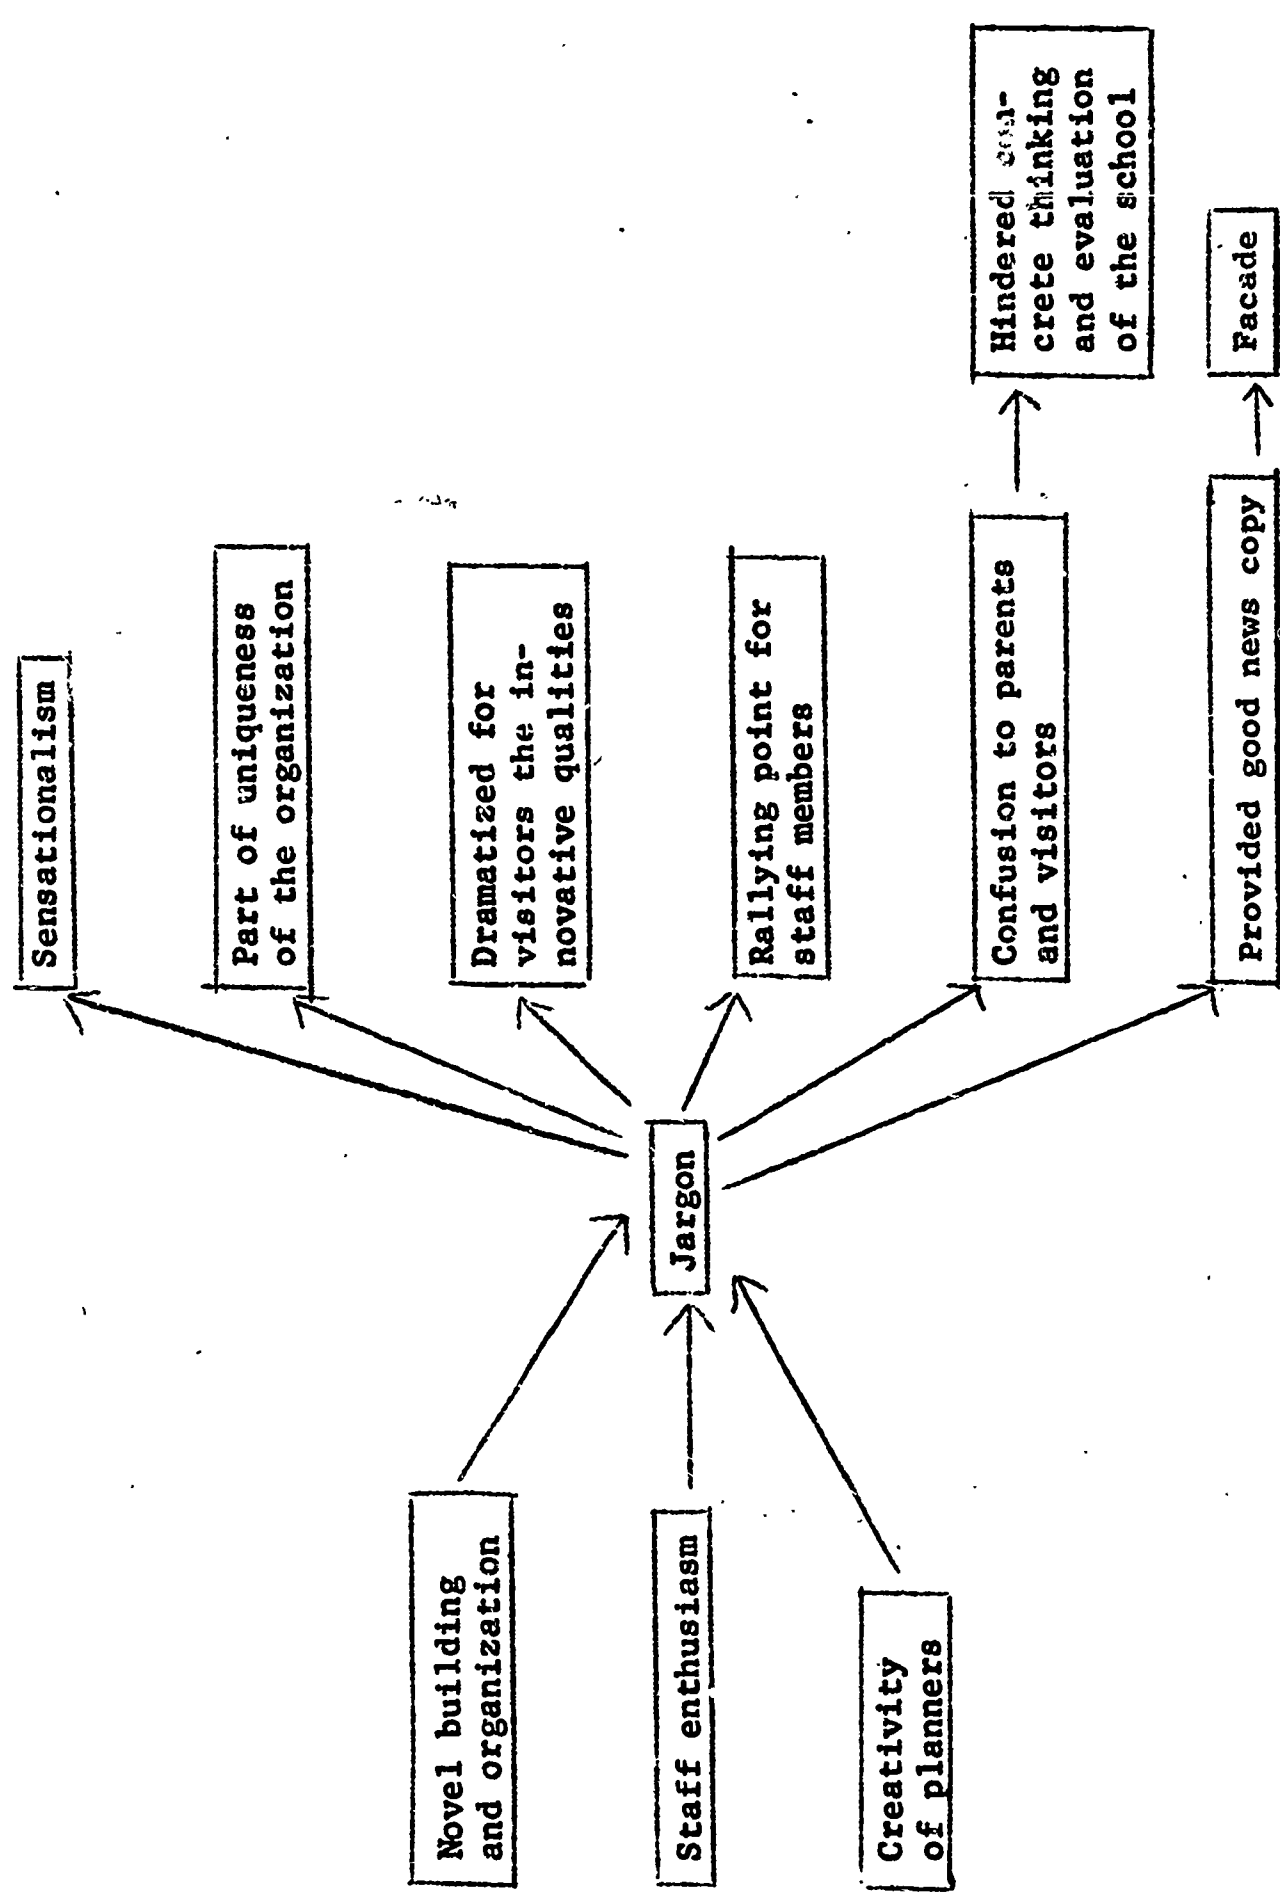 Novel building
and organization
Staff enthusiasm
Creativity
of planners
Jargon
Sensationalism
Part of uniqueness
of the organization
Dramatized for
visitors the in-
novative qualities
Rallying point for
staff members
Confusion to parents
and visitors
Provided good news copy
Hindered con-
crete thinking
and evaluation
of the school
Facade